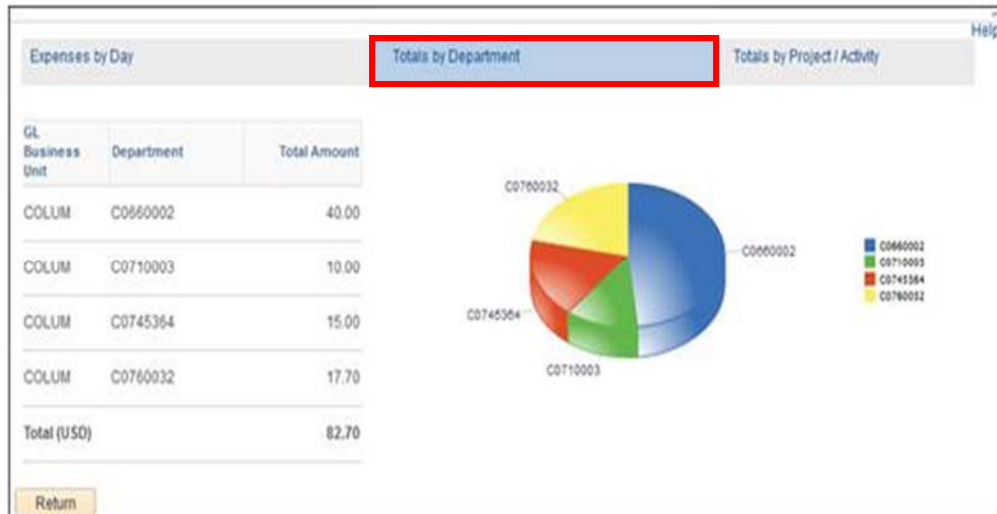 Help
Expenses by Day Totals by Department Totals by Project / Activity
GL
Business
Unit Department Total Amount
COLUM C0660002 40.00
COLUM C0710003 10.00
COLUM C0745364 15.00
COLUM C0760032 17.70
Total (USD) 82.70
C0760032
C0660002
C0745364
C0710003
C0660002
C0710003
C0745364
C0760032
Return